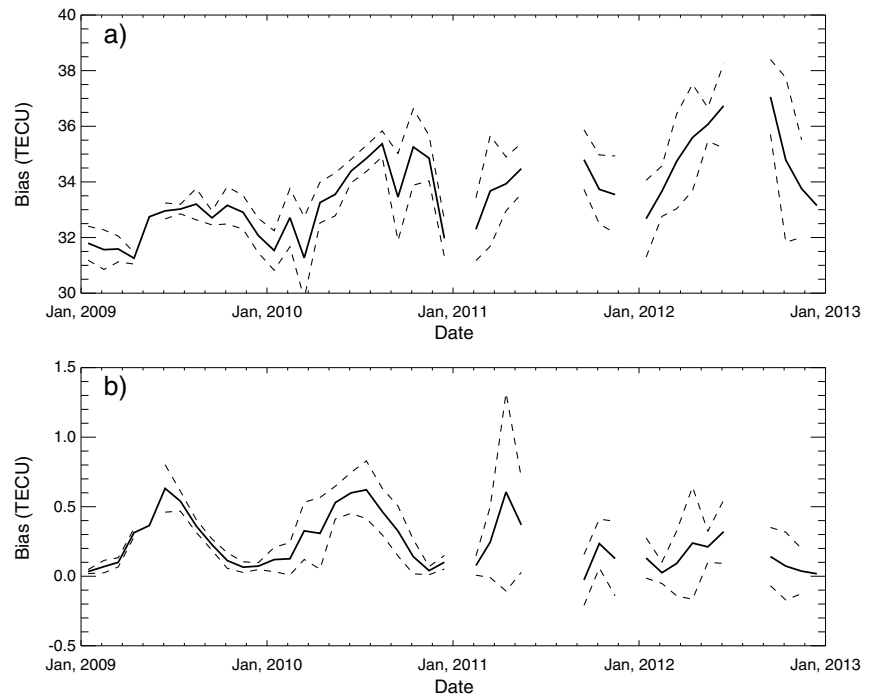 a)
40
38
36
34
32
30
Bias (TECU)
Jan, 2009
Jan, 2010
Jan, 2011
Jan, 2012
Jan, 2013
Date
b)
1.5
1.0
0.5
0.0
-0.5
Bias (TECU)
Jan, 2009
Jan, 2010
Jan, 2011
Jan, 2012
Jan, 2013
Date